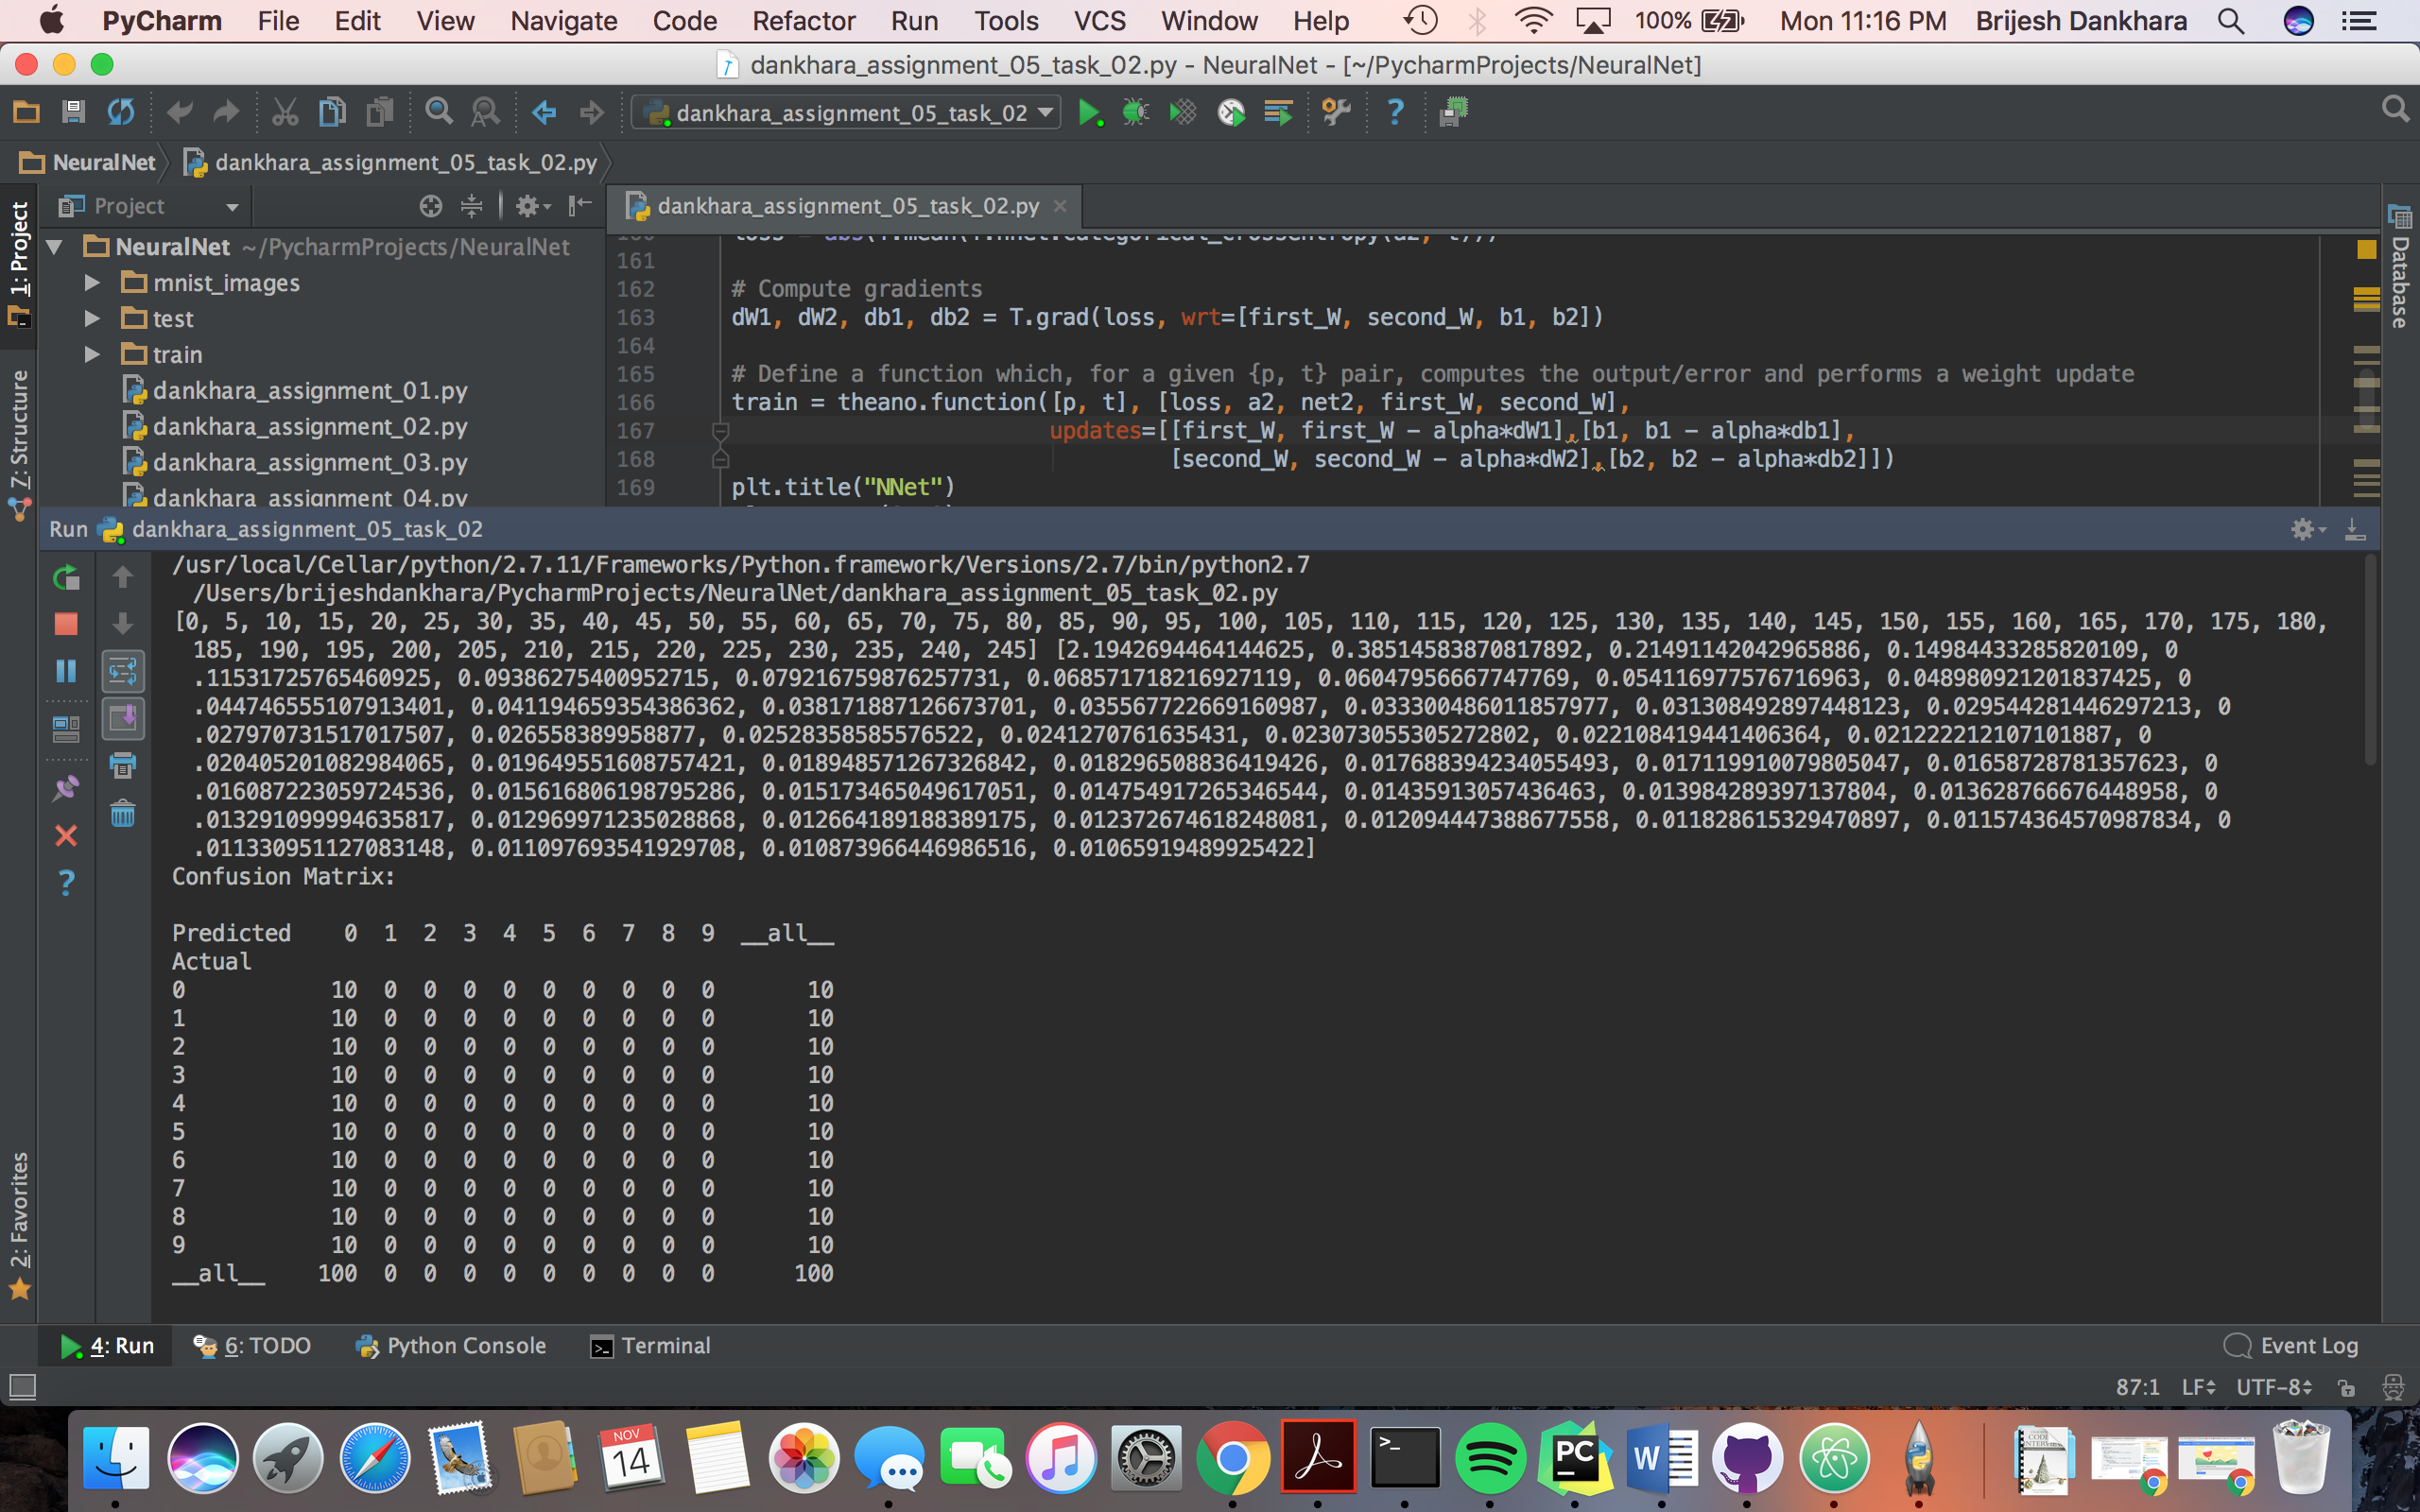 PyCharm File Edit View Navigate Code Refactor Run Tools VCS Window Help 100% Mon 11:16 PM Brijesh Dankhara
dankhara_assignment_05_task_02.py - NeuralNet - [~/PycharmProjects/NeuralNet]
dankhara_assignment_05_task_02
NeuralNet dankhara_assignment_05_task_02.py
1: Project
Z: Structure
2: Favorites
Database
Project
NeuralNet ~/PycharmProjects/NeuralNet
mnist_images
test
train
dankhara_assignment_01.py
dankhara_assignment_02.py
dankhara_assignment_03.py
dankhara_assignment_04.py
dankhara_assignment_05_task_02.py
160 loss = abs(T.mean(T.nnet.categorical_crossentropy(a2, t)))
161
162 # Compute gradients
163 dW1, dW2, db1, db2 = T.grad(loss, wrt=[first_W, second_W, b1, b2])
164
165 # Define a function which, for a given {p, t} pair, computes the output/error and performs a weight update
166 train = theano.function([p, t], [loss, a2, net2, first_W, second_W],
167 updates=[[first_W, first_W - alpha*dW1],[b1, b1 - alpha*db1],
168 [second_W, second_W - alpha*dW2],[b2, b2 - alpha*db2]])
169 plt.title("NNet")
Run dankhara_assignment_05_task_02
/usr/local/Cellar/python/2.7.11/Frameworks/Python.framework/Versions/2.7/bin/python2.7
/Users/brijeshdankhara/PycharmProjects/NeuralNet/dankhara_assignment_05_task_02.py
[0, 5, 10, 15, 20, 25, 30, 35, 40, 45, 50, 55, 60, 65, 70, 75, 80, 85, 90, 95, 100, 105, 110, 115, 120, 125, 130, 135, 140, 145, 150, 155, 160, 165, 170, 175, 180,
185, 190, 195, 200, 205, 210, 215, 220, 225, 230, 235, 240, 245] [2.1942694464144625, 0.38514583870817892, 0.21491142042965886, 0.14984433285820109, 0
.11531725765460925, 0.09386275400952715, 0.079216759876257731, 0.068571718216927119, 0.06047956667747769, 0.054116977576716963, 0.048980921201837425, 0
.044746555107913401, 0.041194659354386362, 0.038171887126673701, 0.035567722669160987, 0.033300486011857977, 0.031308492897448123, 0.029544281446297213, 0
.027970731517017507, 0.026558389958877, 0.02528358585576522, 0.0241270761635431, 0.023073055305272802, 0.022108419441406364, 0.021222212107101887, 0
.020405201082984065, 0.019649551608757421, 0.018948571267326842, 0.018296508836419426, 0.017688394234055493, 0.017119910079805047, 0.01658728781357623, 0
.016087223059724536, 0.015616806198795286, 0.015173465049617051, 0.014754917265346544, 0.01435913057436463, 0.013984289397137804, 0.013628766676448958, 0
.013291099994635817, 0.012969971235028868, 0.012664189188389175, 0.012372674618248081, 0.012094447388677558, 0.011828615329470897, 0.011574364570987834, 0
.011330951127083148, 0.011097693541929708, 0.010873966446986516, 0.01065919489925422]
Confusion Matrix:
Predicted 0 1 2 3 4 5 6 7 8 9 __all__
Actual
0 10 0 0 0 0 0 0 0 0 0 10
1 10 0 0 0 0 0 0 0 0 0 10
2 10 0 0 0 0 0 0 0 0 0 10
3 10 0 0 0 0 0 0 0 0 0 10
4 10 0 0 0 0 0 0 0 0 0 10
5 10 0 0 0 0 0 0 0 0 0 10
6 10 0 0 0 0 0 0 0 0 0 10
7 10 0 0 0 0 0 0 0 0 0 10
8 10 0 0 0 0 0 0 0 0 0 10
9 10 0 0 0 0 0 0 0 0 0 10
__all__ 100 0 0 0 0 0 0 0 0 0 100
4: Run 6: TODO Python Console Terminal Event Log
87:1 LF UTF-8
NOV
14
PC
W